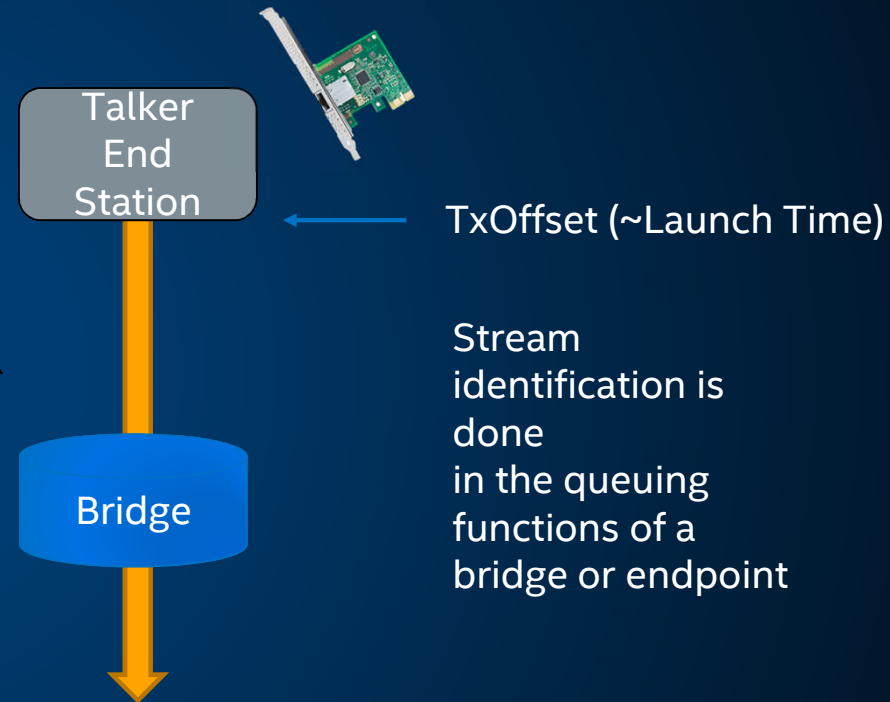 Talker
End
Station
TxOffset (~Launch Time)
Stream
identification is
done
in the queuing
functions of a
bridge or endpoint
Bridge